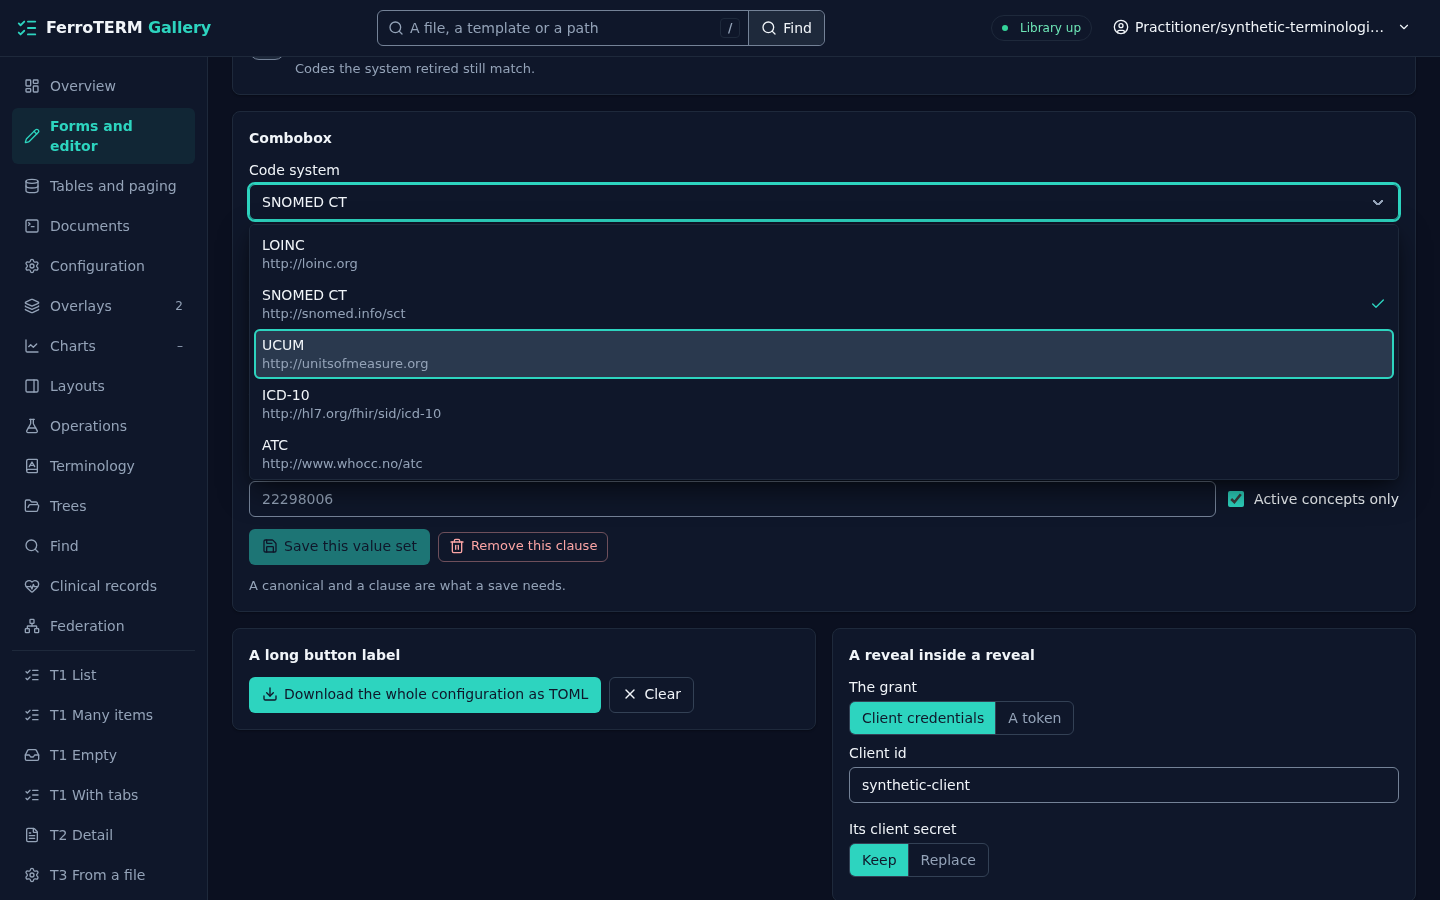 FerroTERM Gallery
A file, a template or a path
/
Find
Library up
Practitioner/synthetic-terminologi...
Overview
Forms and
editor
Tables and paging
Documents
Configuration
Overlays
2
Charts
–
Layouts
Operations
Terminology
Trees
Find
Clinical records
Federation
T1 List
T1 Many items
T1 Empty
T1 With tabs
T2 Detail
T3 From a file
Codes the system retired still match.
Combobox
Code system
SNOMED CT
LOINC
http://loinc.org
SNOMED CT
http://snomed.info/sct
UCUM
http://unitsofmeasure.org
ICD-10
http://hl7.org/fhir/sid/icd-10
ATC
http://www.whocc.no/atc
22298006
Active concepts only
Save this value set
Remove this clause
A canonical and a clause are what a save needs.
A long button label
Download the whole configuration as TOML
Clear
A reveal inside a reveal
The grant
Client credentials
A token
Client id
synthetic-client
Its client secret
Keep
Replace